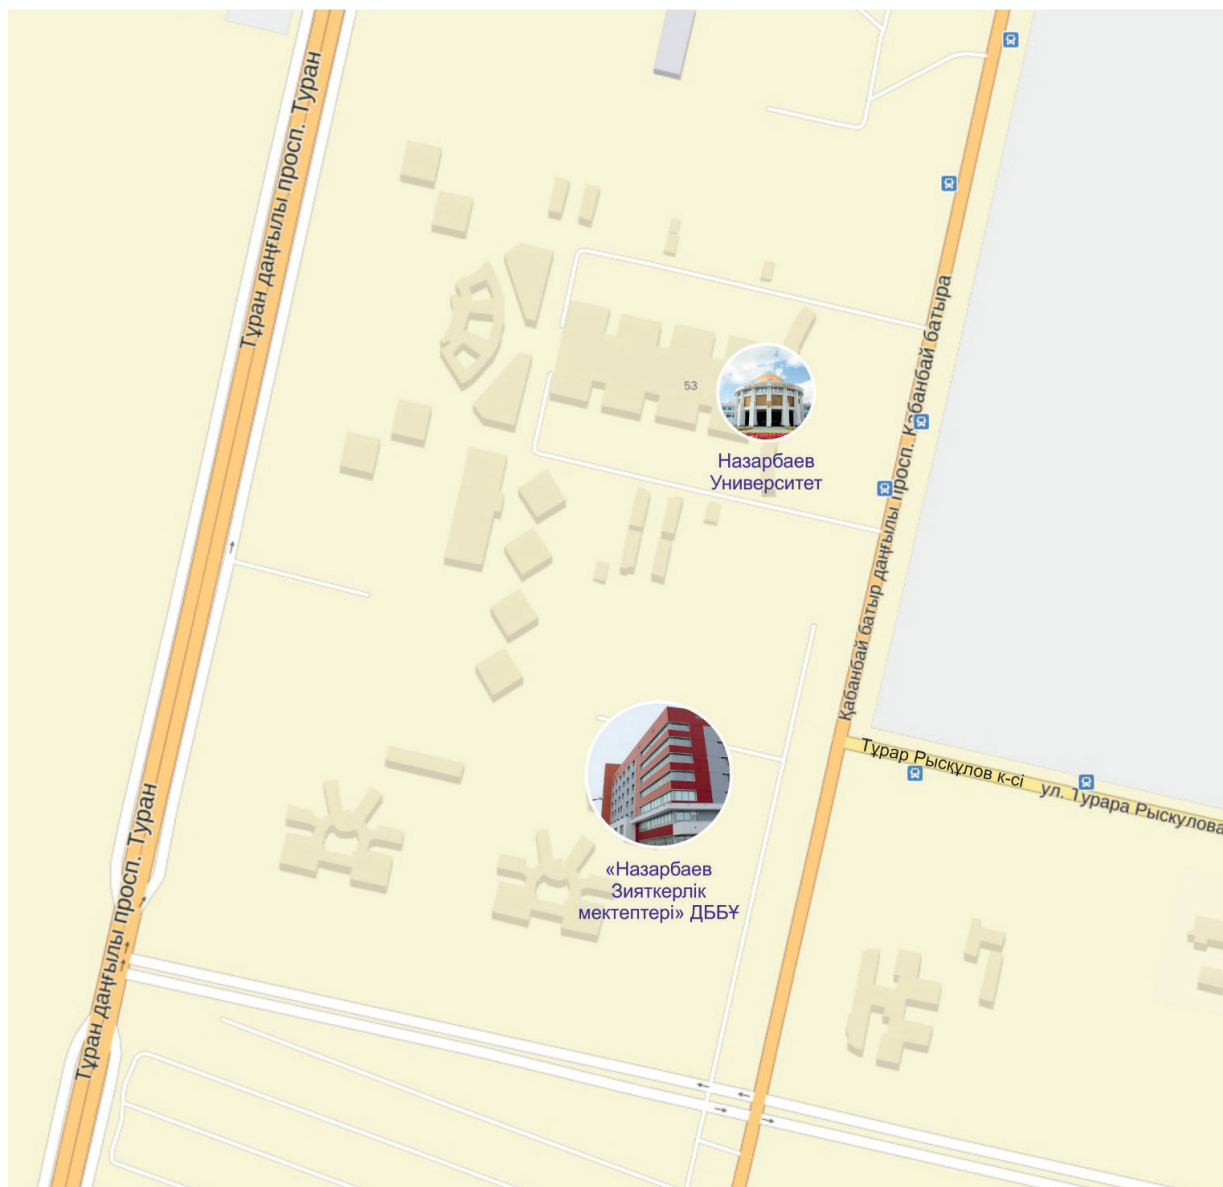 Тұран даңғылы просп. Туран
Қабанбай батыр даңғылы просп. Қабанбай батыра
53
Назарбаев
Университет
Тұрар Рысқұлов к-сі
ул. Турара Рыскулова
«Назарбаев
Зияткерлік
мектептері» ДББҰ
Тұран даңғылы просп. Туран